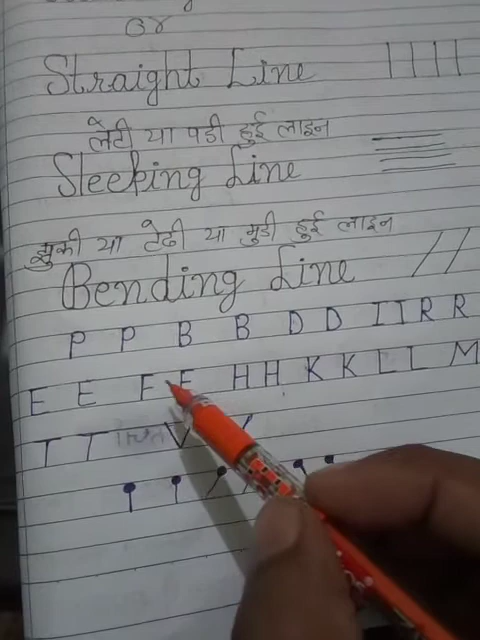 or
Straight Line
लेटी या पडी हुई लाइन
Sleeping Line
झुकी या टेढी या मुडी हुई लाइन
Bending Line
P P B B D D I I R R
E E F F H H K K L L M
T T V